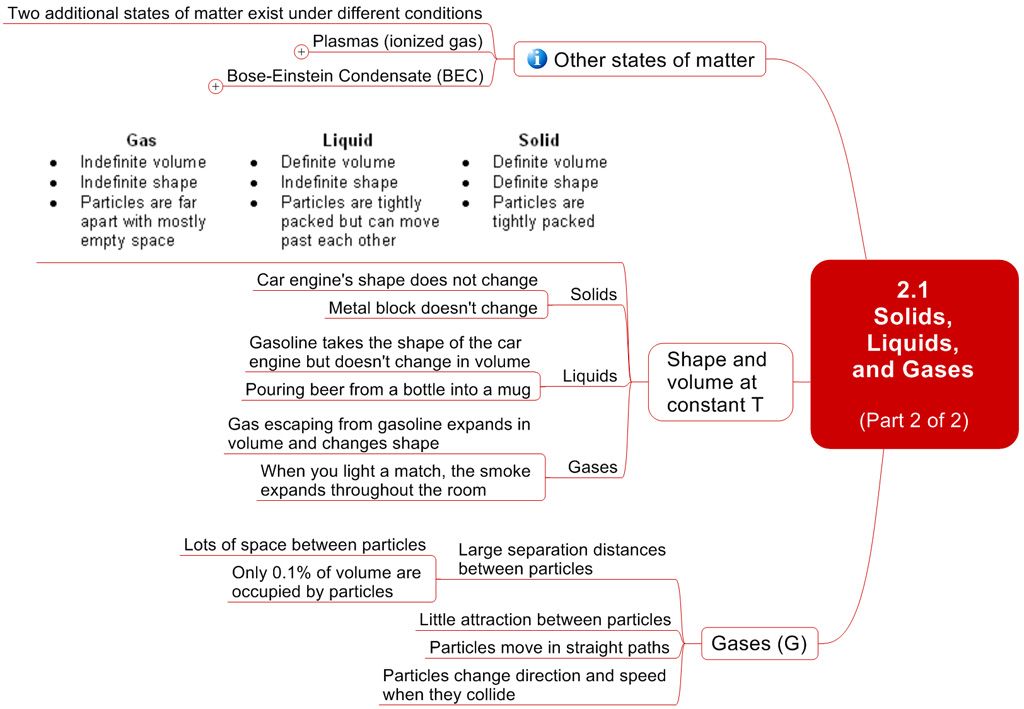 Two additional states of matter exist under different conditions
Plasmas (ionized gas)
Bose-Einstein Condensate (BEC)
Other states of matter
Gas
• Indefinite volume
• Indefinite shape
• Particles are far
apart with mostly
empty space
Liquid
• Definite volume
• Indefinite shape
• Particles are tightly
packed but can move
past each other
Solid
• Definite volume
• Definite shape
• Particles are
tightly packed
Car engine's shape does not change
Metal block doesn't change
Solids
Gasoline takes the shape of the car
engine but doesn't change in volume
Pouring beer from a bottle into a mug
Liquids
Gas escaping from gasoline expands in
volume and changes shape
When you light a match, the smoke
expands throughout the room
Gases
Shape and
volume at
constant T
2.1
Solids,
Liquids,
and Gases
(Part 2 of 2)
Lots of space between particles
Only 0.1% of volume are
occupied by particles
Large separation distances
between particles
Little attraction between particles
Particles move in straight paths
Particles change direction and speed
when they collide
Gases (G)